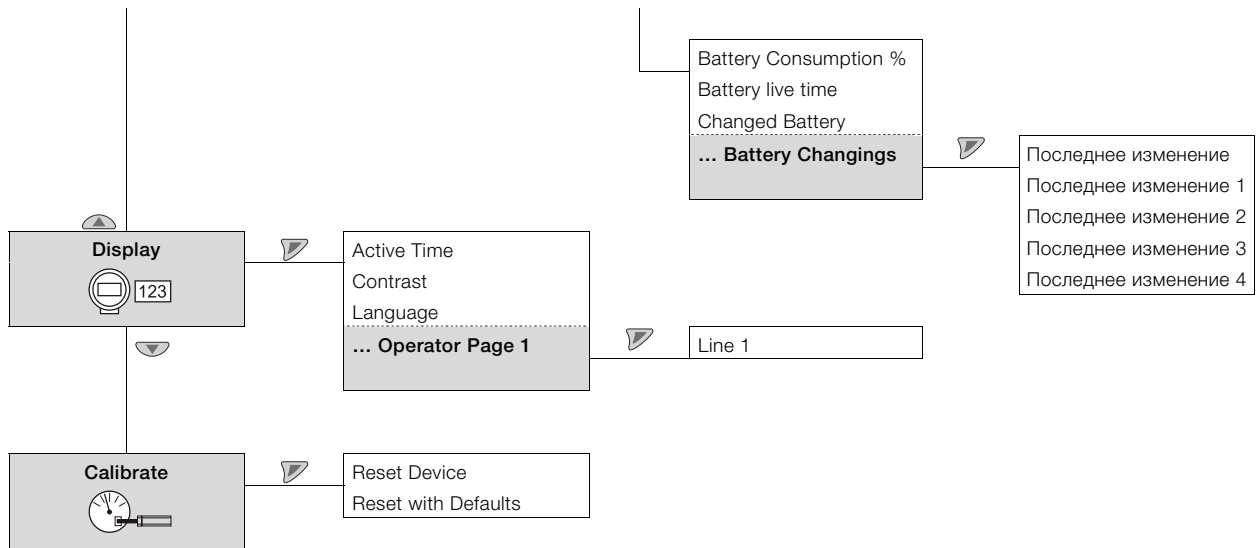 Battery Consumption %
Battery live time
Changed Battery
... Battery Changings
Последнее изменение
Последнее изменение 1
Последнее изменение 2
Последнее изменение 3
Последнее изменение 4
Display
123
Active Time
Contrast
Language
... Operator Page 1
Line 1
Calibrate
Reset Device
Reset with Defaults